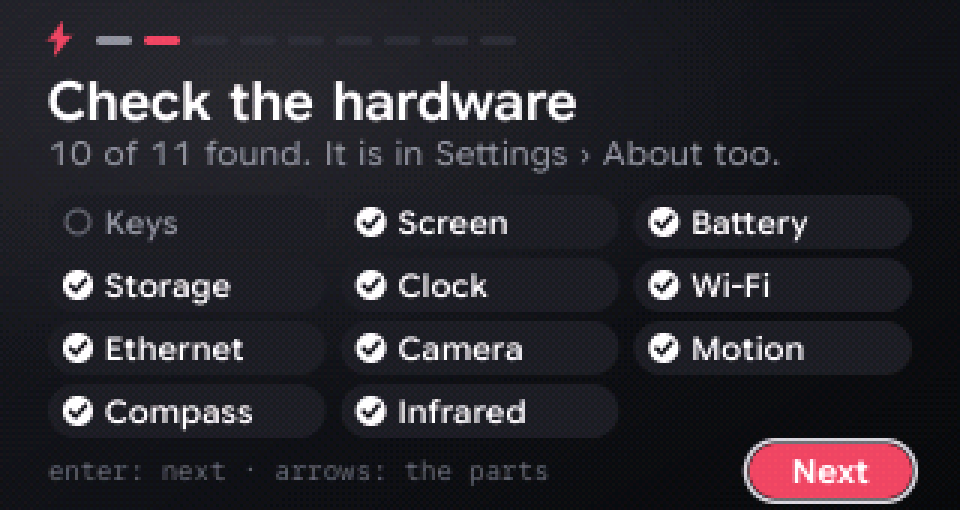 Check the hardware
10 of 11 found. It is in Settings › About too.
Keys Screen Battery
Storage Clock Wi-Fi
Ethernet Camera Motion
Compass Infrared
enter: next · arrows: the parts
Next